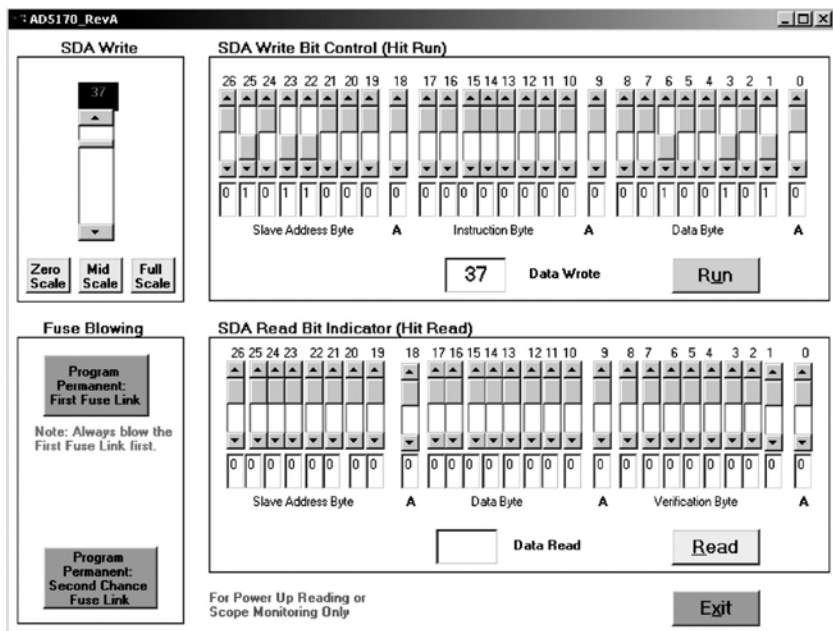 AD5170_RevA
SDA Write
37
Zero Scale
Mid Scale
Full Scale
SDA Write Bit Control (Hit Run)
26 25 24 23 22 21 20 19 18 17 16 15 14 13 12 11 10 9 8 7 6 5 4 3 2 1 0
0 1 0 1 1 0 0 0 0 0 0 0 0 0 0 0 0 0 0 0 1 0 0 1 0 1 0
Slave Address Byte A Instruction Byte A Data Byte A
37 Data Wrote Run
Fuse Blowing
Program
Permanent:
First Fuse Link
Note: Always blow the
First Fuse Link first.
Program
Permanent:
Second Chance
Fuse Link
SDA Read Bit Indicator (Hit Read)
26 25 24 23 22 21 20 19 18 17 16 15 14 13 12 11 10 9 8 7 6 5 4 3 2 1 0
0 0 0 0 0 0 0 0 0 0 0 0 0 0 0 0 0 0 0 0 0 0 0 0 0 0 0
Slave Address Byte A Data Byte A Verification Byte A
Data Read Read
For Power Up Reading or
Scope Monitoring Only
Exit